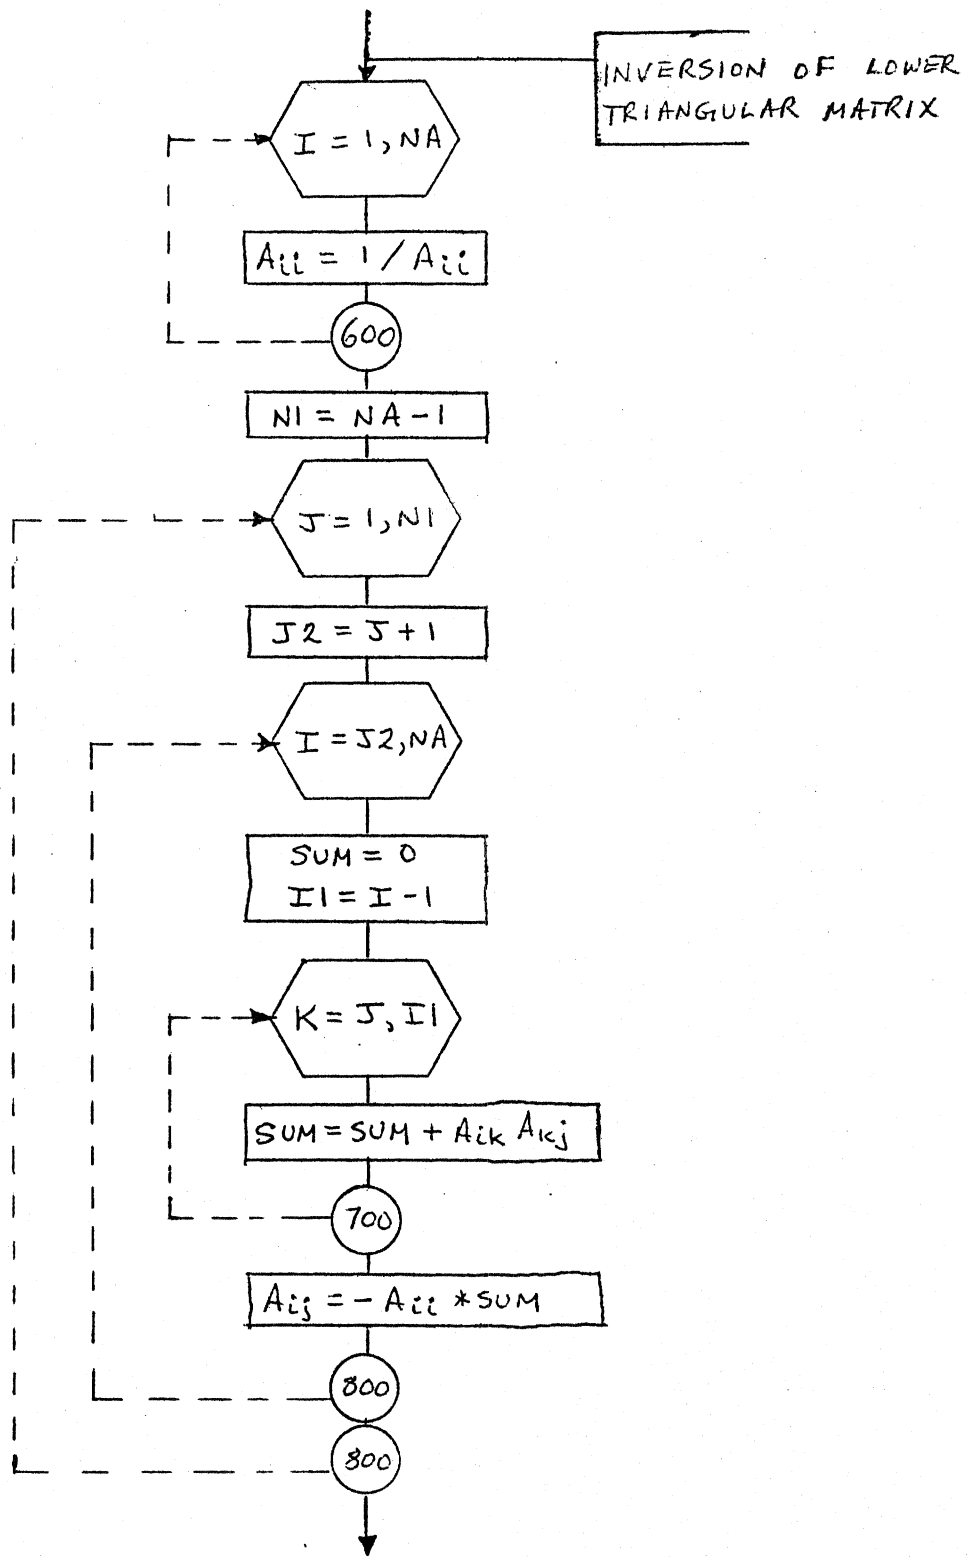 INVERSION OF LOWER
TRIANGULAR MATRIX
I = 1, NA
Aii = 1 / Aii
600
N1 = NA - 1
J = 1, N1
J2 = J + 1
I = J2, NA
SUM = 0
I1 = I - 1
K = J, I1
SUM = SUM + Aik Akj
700
Aij = - Aii * SUM
800
800